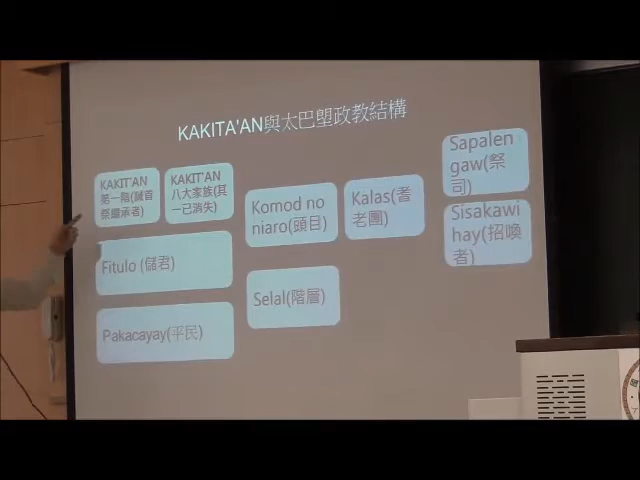 KAKITA'AN與太巴塱政教結構
KAKIT'AN
第一階(馘首
祭繼承者)
KAKIT'AN
八大家族(其
一已消失)
Fitulo (儲君)
Pakacayay(平民)
Komod no
niaro(頭目)
Selal(階層)
Kalas(耆
老團)
Sapalen
gaw(祭
司)
Sisakawi
hay(招喚
者)